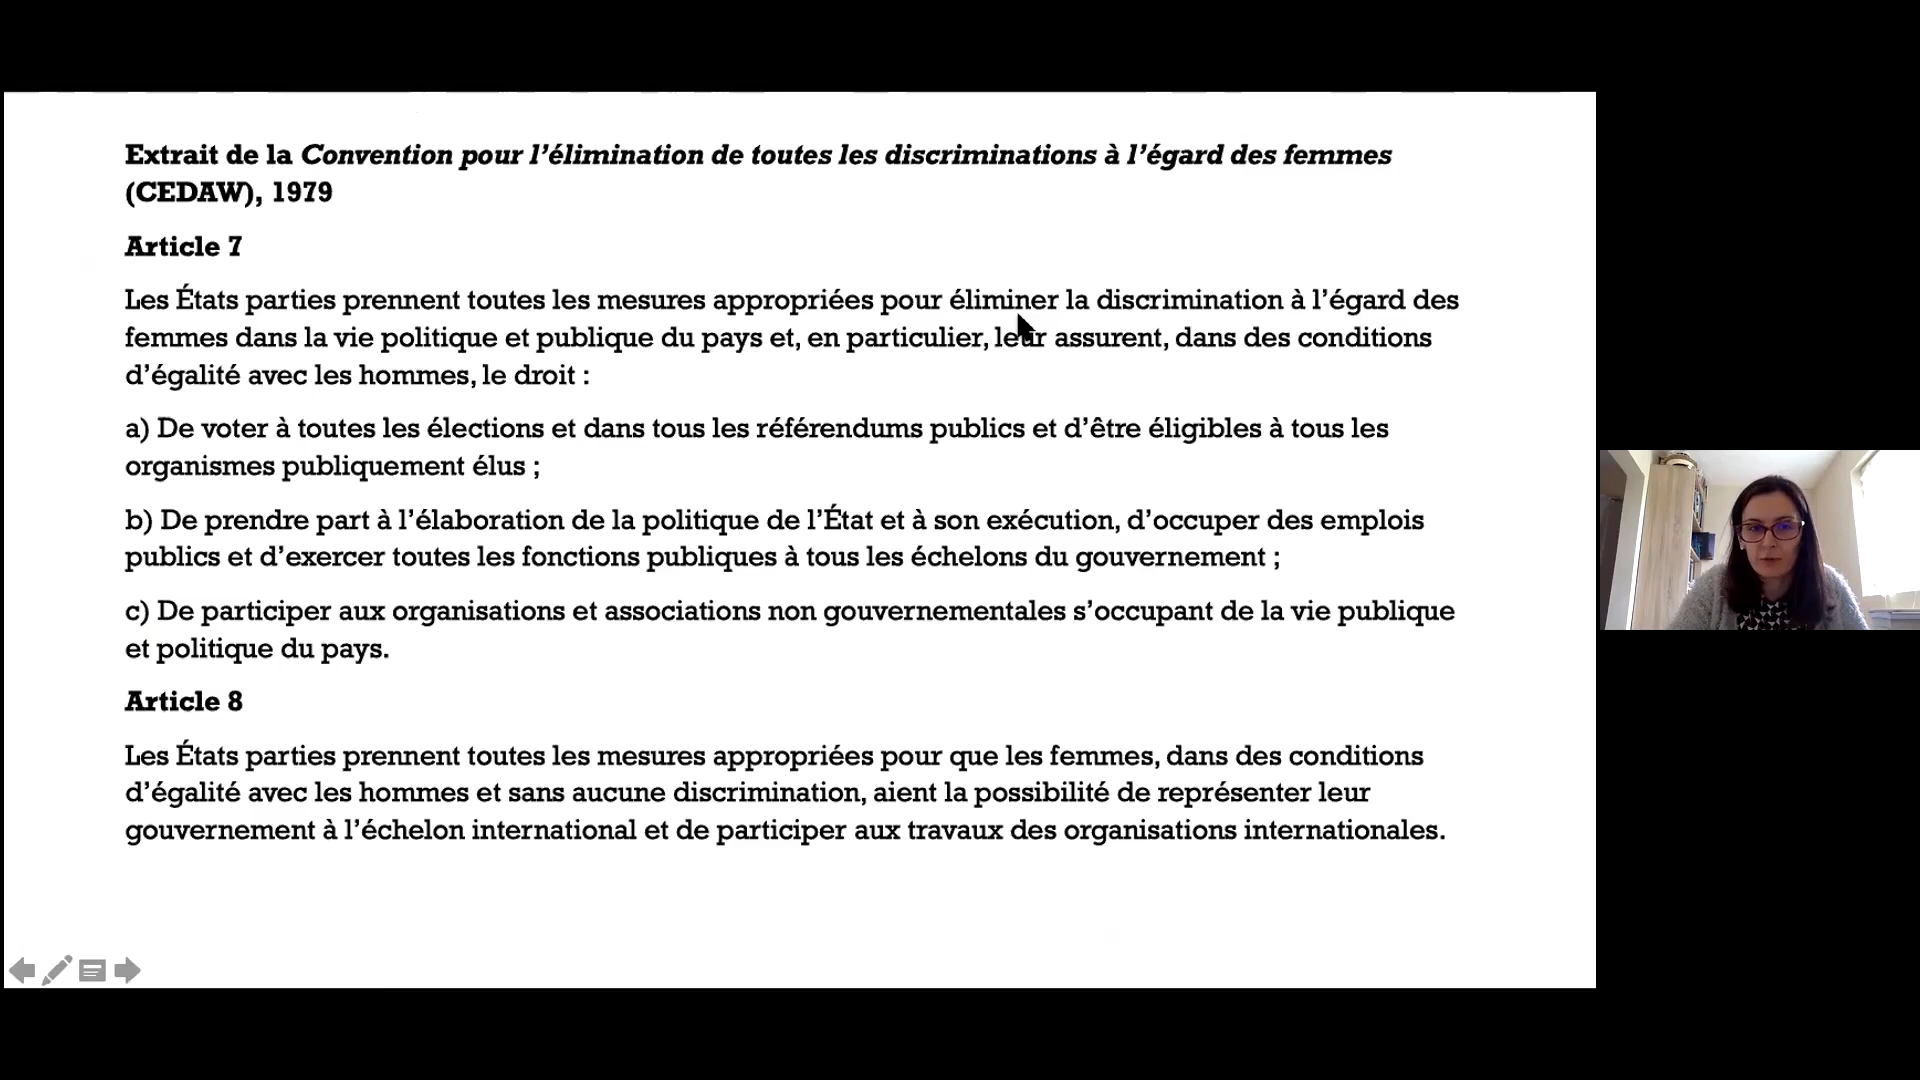 Extrait de la Convention pour l’élimination de toutes les discriminations à l’égard des femmes
(CEDAW), 1979
Article 7
Les États parties prennent toutes les mesures appropriées pour éliminer la discrimination à l’égard des
femmes dans la vie politique et publique du pays et, en particulier, leur assurent, dans des conditions
d’égalité avec les hommes, le droit :
a) De voter à toutes les élections et dans tous les référendums publics et d’être éligibles à tous les
organismes publiquement élus ;
b) De prendre part à l’élaboration de la politique de l’État et à son exécution, d’occuper des emplois
publics et d’exercer toutes les fonctions publiques à tous les échelons du gouvernement ;
c) De participer aux organisations et associations non gouvernementales s’occupant de la vie publique
et politique du pays.
Article 8
Les États parties prennent toutes les mesures appropriées pour que les femmes, dans des conditions
d’égalité avec les hommes et sans aucune discrimination, aient la possibilité de représenter leur
gouvernement à l’échelon international et de participer aux travaux des organisations internationales.